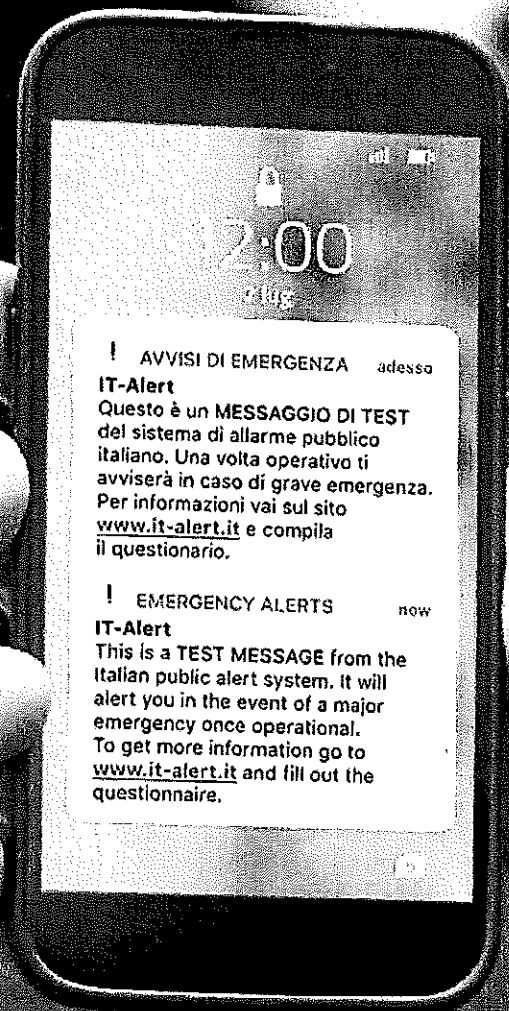 12:00
! AVVISI DI EMERGENZA adesso
IT-Alert
Questo è un MESSAGGIO DI TEST
del sistema di allarme pubblico
italiano. Una volta operativo ti
avviserà in caso di grave emergenza.
Per informazioni vai sul sito
www.it-alert.it e compila
il questionario.
! EMERGENCY ALERTS now
IT-Alert
This is a TEST MESSAGE from the
Italian public alert system. It will
alert you in the event of a major
emergency once operational.
To get more information go to
www.it-alert.it and fill out the
questionnaire.